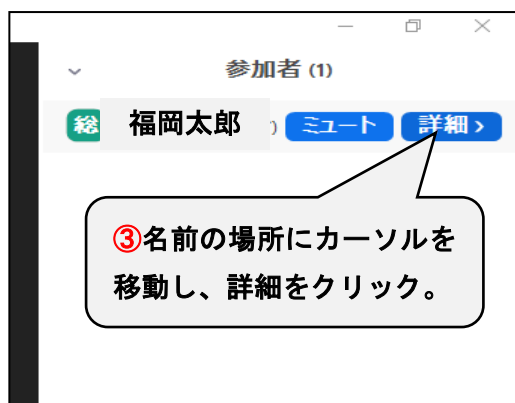 参加者 (1)
総 福岡太郎 ) ミュート 詳細 >
③名前の場所にカーソルを
移動し、詳細をクリック。